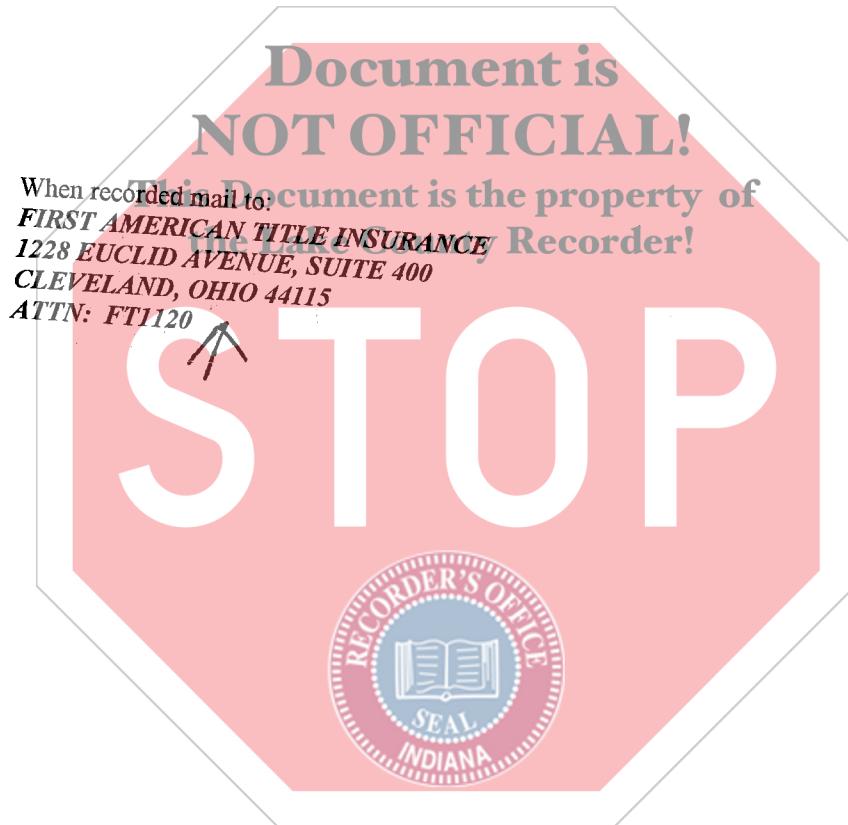 Document is
NOT OFFICIAL!
This Document is the property of
the Lake County Recorder!
When recorded mail to:
FIRST AMERICAN TITLE INSURANCE
1228 EUCLID AVENUE, SUITE 400
CLEVELAND, OHIO 44115
ATTN: FT1120
STOP
RECORDER'S OFFICE
SEAL
INDIANA